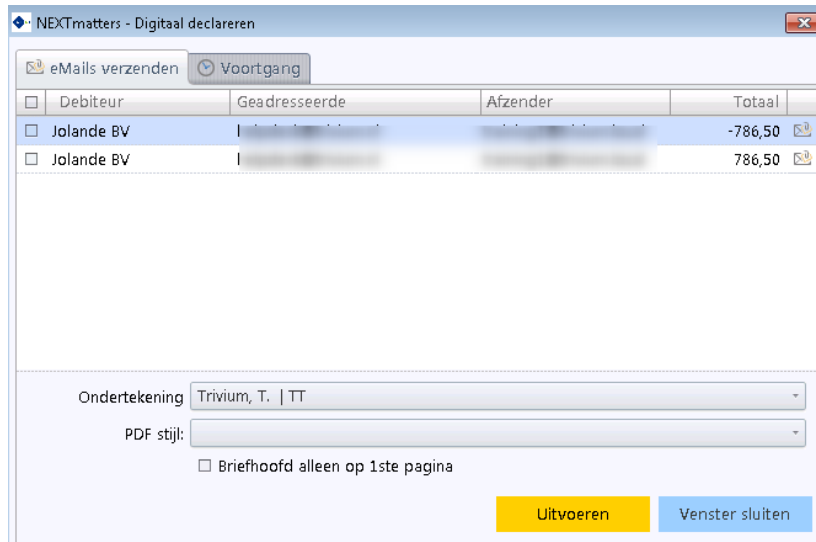 NEXTmatters - Digitaal declareren
eMails verzenden Voortgang
Debiteur Geadresseerde Afzender Totaal
Jolande BV -786,50
Jolande BV 786,50
Ondertekening Trivium, T. | TT
PDF stijl:
Briefhoofd alleen op 1ste pagina
Uitvoeren Venster sluiten